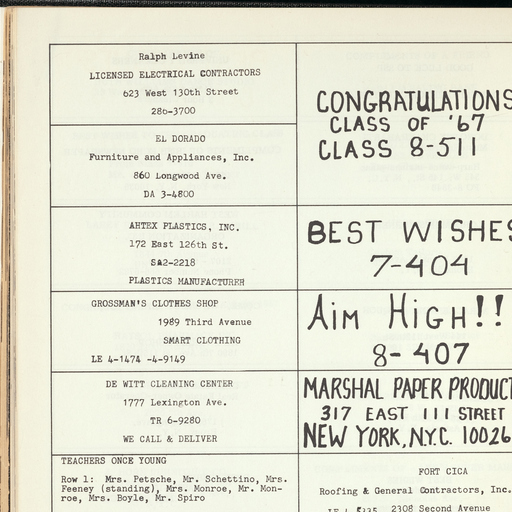 Ralph Levine
LICENSED ELECTRICAL CONTRACTORS
623 West 130th Street
286-3700
EL DORADO
Furniture and Appliances, Inc.
860 Longwood Ave.
DA 3-4800
AHTEX PLASTICS, INC.
172 East 126th St.
SA2-2218
PLASTICS MANUFACTURER
GROSSMAN'S CLOTHES SHOP
1989 Third Avenue
SMART CLOTHING
LE 4-1474 -4-9149
DE WITT CLEANING CENTER
1777 Lexington Ave.
TR 6-9280
WE CALL & DELIVER
TEACHERS ONCE YOUNG
Row 1: Mrs. Petsche, Mr. Schettino, Mrs.
Feeney (standing), Mrs. Monroe, Mr. Mon-
roe, Mrs. Boyle, Mr. Spiro
CONGRATULATIONS
CLASS OF '67
CLASS 8-511
BEST WISHES
7-404
Aim HiGH!!
8-407
MARSHAL PAPER PRODUCT
317 EAST 111 STREET
NEW YORK, N.Y.C. 10026
FORT CICA
Roofing & General Contractors, Inc.
2308 Second Avenue